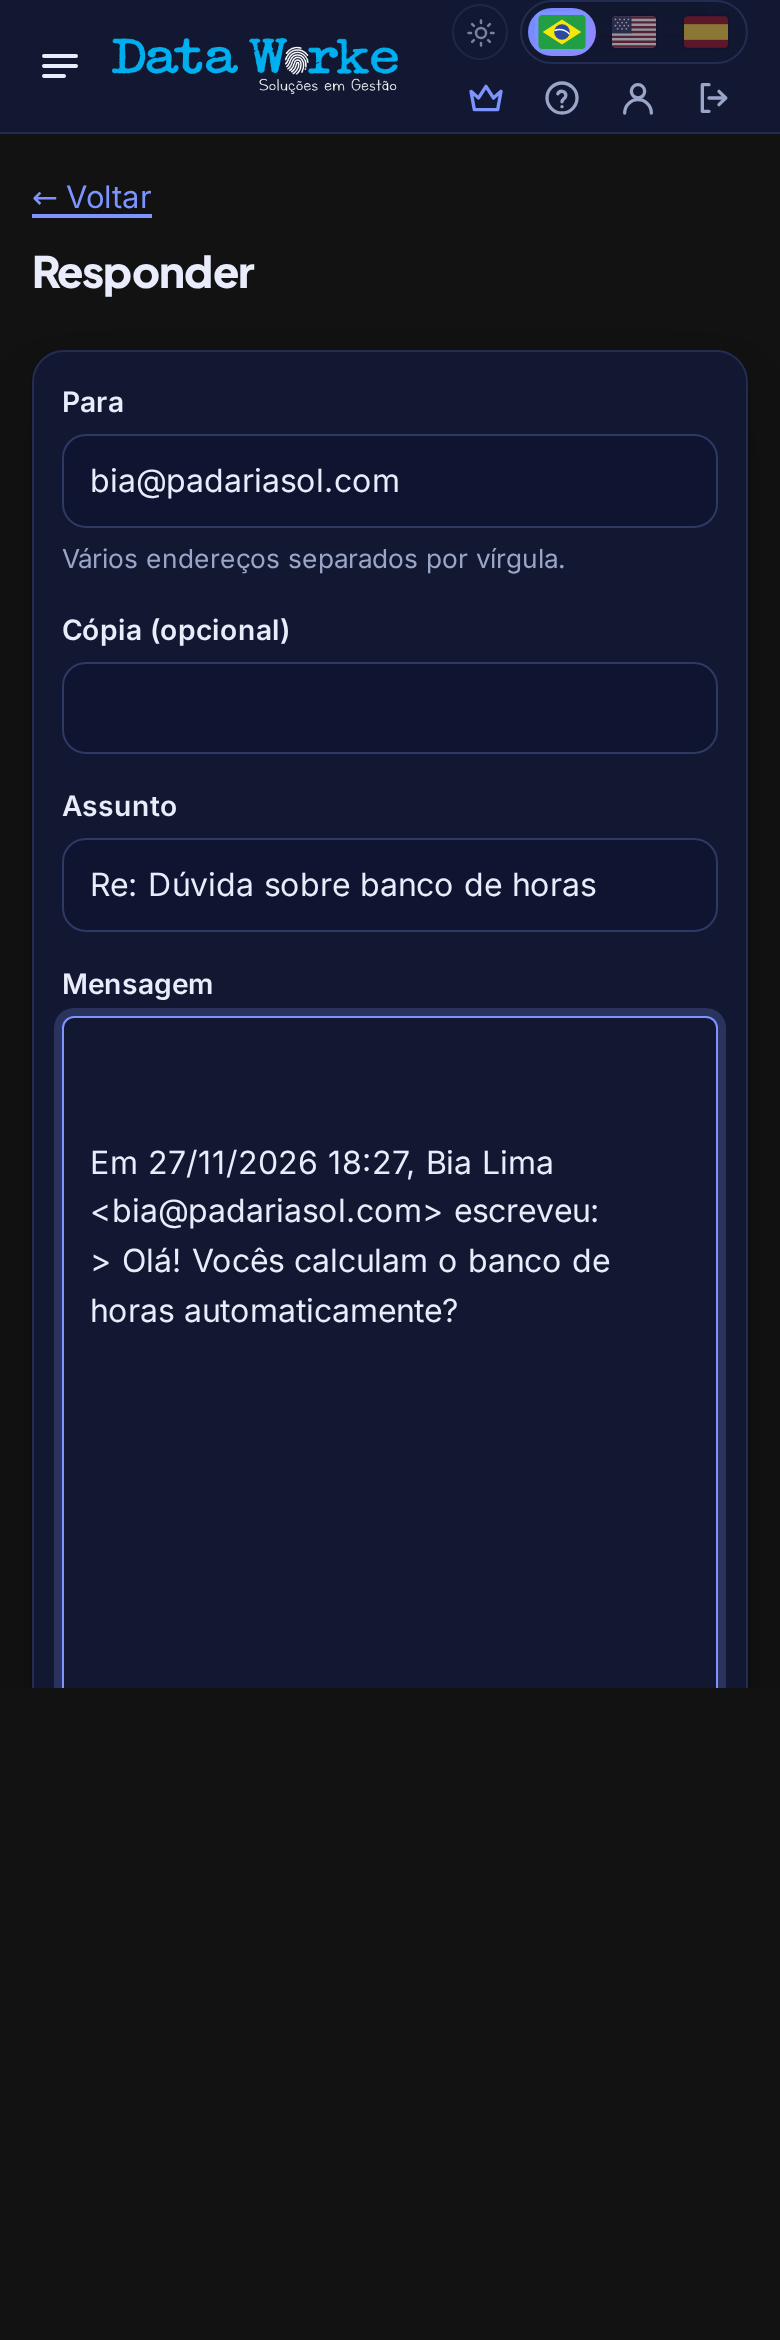 Data Worke
Soluções em Gestão
← Voltar
Responder
Para
bia@padariasol.com
Vários endereços separados por vírgula.
Cópia (opcional)
Assunto
Re: Dúvida sobre banco de horas
Mensagem
Em 27/11/2026 18:27, Bia Lima
<bia@padariasol.com> escreveu:
> Olá! Vocês calculam o banco de
horas automaticamente?